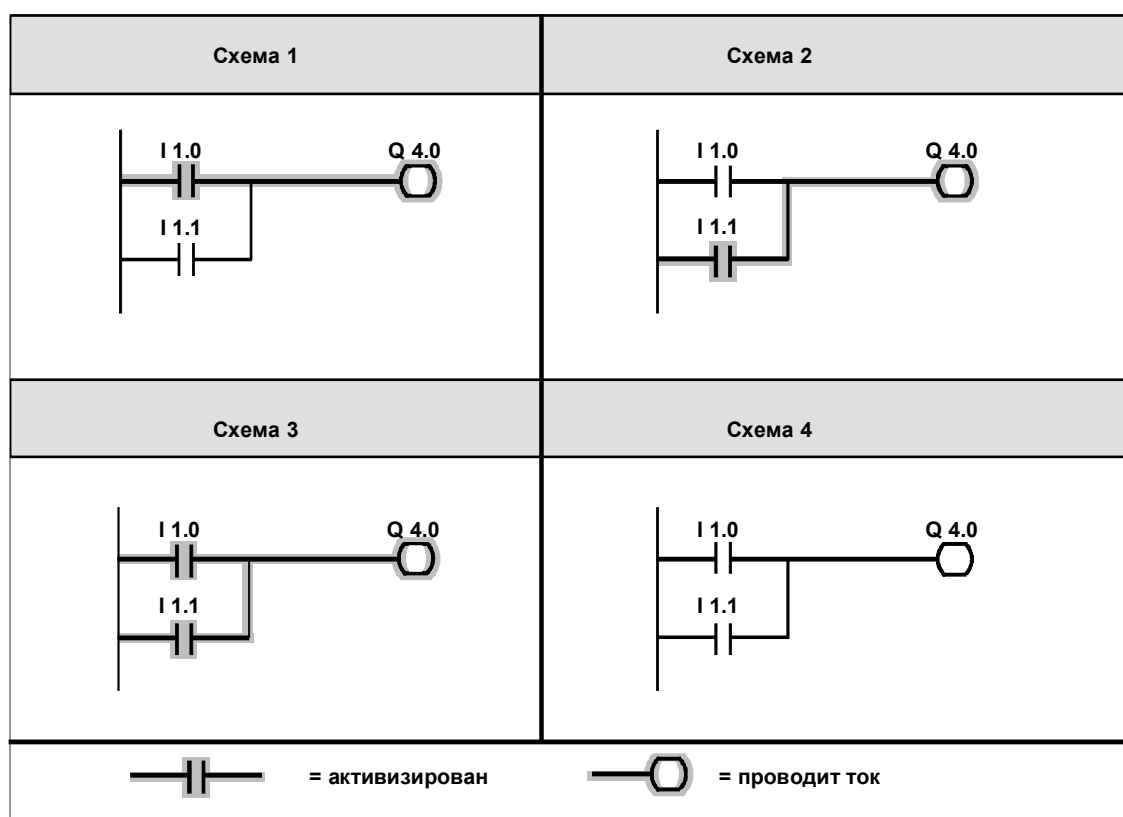 Схема 1
Схема 2
I 1.0 Q 4.0
I 1.1
I 1.0 Q 4.0
I 1.1
Схема 3
Схема 4
I 1.0 Q 4.0
I 1.1
I 1.0 Q 4.0
I 1.1
= активизирован
= проводит ток